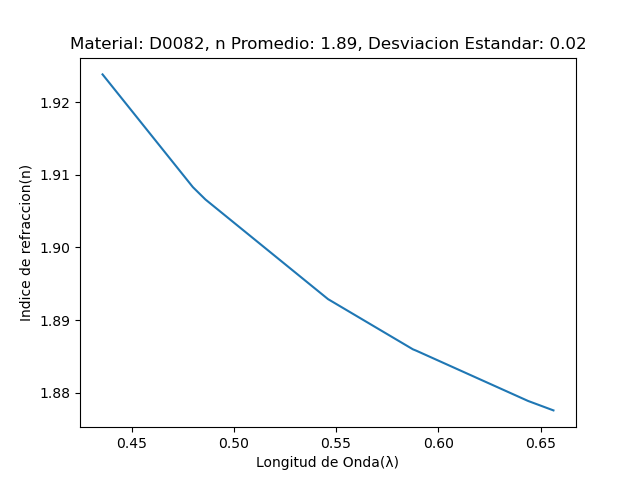 Material: D0082, n Promedio: 1.89, Desviacion Estandar: 0.02
1.92
1.91
1.90
1.89
1.88
Indice de refraccion(n)
0.45 0.50 0.55 0.60 0.65
Longitud de Onda(λ)